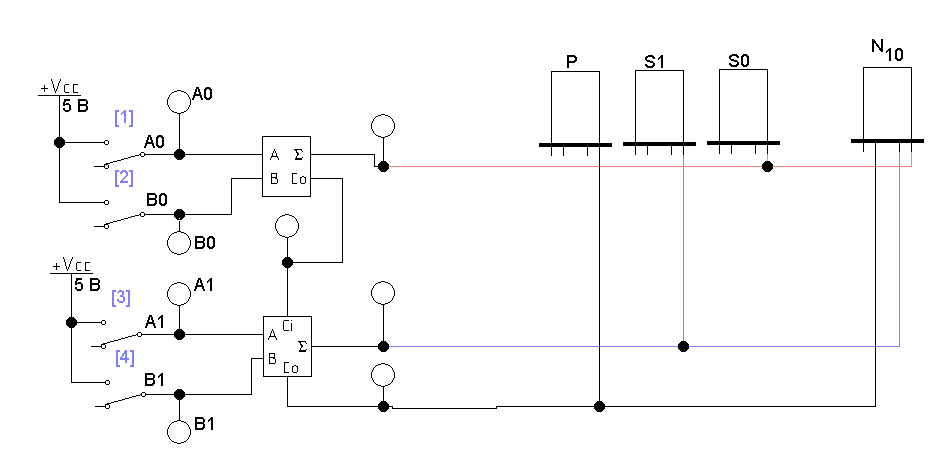 N10
P S1 S0
+Vcc
5 В
A0
[1]
A0
A Σ
[2]
B Co
B0
B0
+Vcc
5 В
A1
[3]
A1
Ci
A
Σ
[4]
B
Co
B1
B1